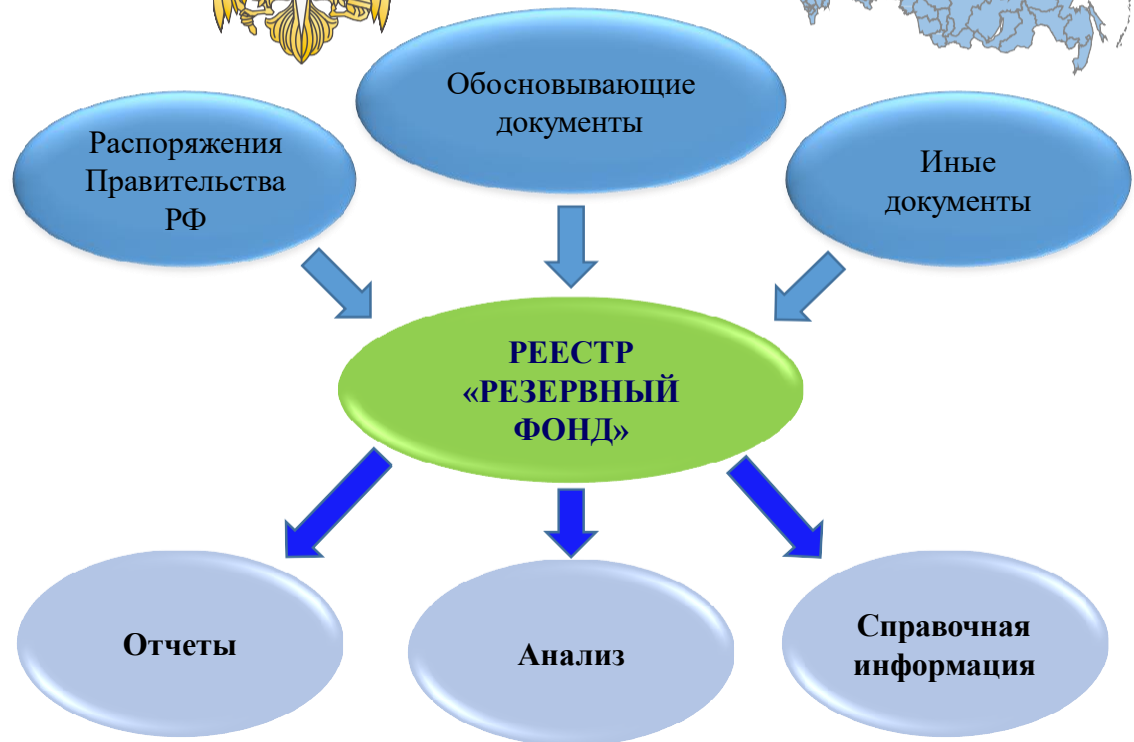 Обосновывающие
документы
Распоряжения
Правительства
РФ
Иные
документы
РЕЕСТР
«РЕЗЕРВНЫЙ
ФОНД»
Отчеты
Анализ
Справочная
информация